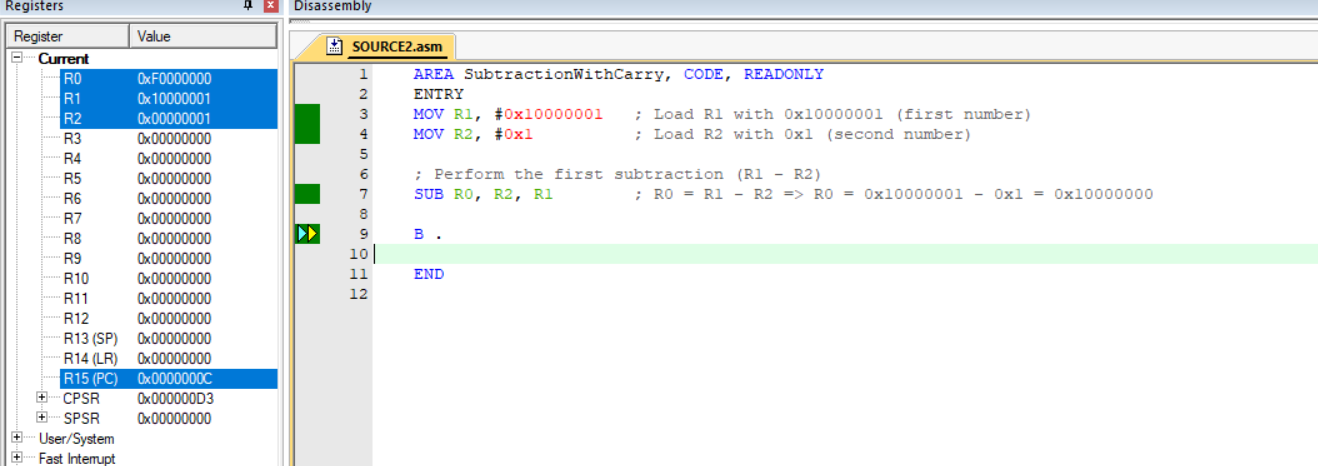 Registers
Register Value
Current
R0 0xF0000000
R1 0x10000001
R2 0x00000001
R3 0x00000000
R4 0x00000000
R5 0x00000000
R6 0x00000000
R7 0x00000000
R8 0x00000000
R9 0x00000000
R10 0x00000000
R11 0x00000000
R12 0x00000000
R13 (SP) 0x00000000
R14 (LR) 0x00000000
R15 (PC) 0x0000000C
CPSR 0x000000D3
SPSR 0x00000000
User/System
Fast Interrupt
Disassembly
SOURCE2.asm
1 AREA SubtractionWithCarry, CODE, READONLY
2 ENTRY
3 MOV R1, #0x10000001 ; Load R1 with 0x10000001 (first number)
4 MOV R2, #0x1 ; Load R2 with 0x1 (second number)
5
6 ; Perform the first subtraction (R1 - R2)
7 SUB R0, R2, R1 ; R0 = R1 - R2 => R0 = 0x10000001 - 0x1 = 0x10000000
8
9 B .
10
11 END
12